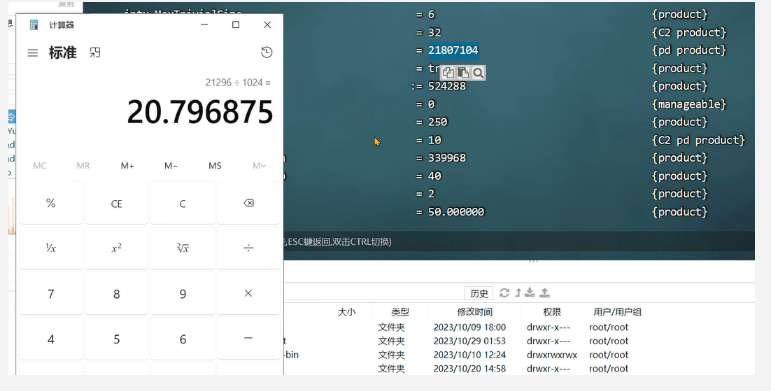 计算器
标准
21296 ÷ 1024 =
20.796875
MC MR M+ M− MS M˅
% CE C
¹⁄x x² ²√x ÷
7 8 9 ×
4 5 6 −
= 6 {product}
= 32 {C2 product}
= 21807104 {pd product}
= tr {product}
:= 524288 {product}
= 0 {manageable}
= 250 {product}
= 10 {C2 pd product}
= 339968 {product}
= 40 {product}
= 2 {product}
= 50.000000 {product}
,ESC键返回,双击CTRL切换)
历史
大小 类型 修改时间 权限 用户/用户组
文件夹 2023/10/09 18:00 drwxr-x--- root/root
文件夹 2023/10/29 01:53 drwxr-x--- root/root
-bin 文件夹 2023/10/10 12:24 drwxrwxrwx root/root
文件夹 2023/10/20 14:58 drwxr-x--- root/root